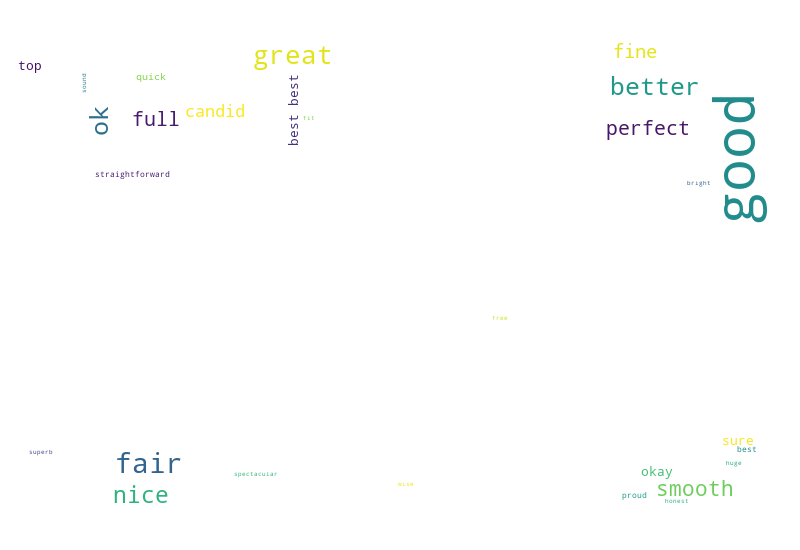 great
fine
top
quick
sound
better
best best
good
candid
full
ok
fit
perfect
straightforward
bright
free
sure
best
superb
fair
huge
okay
spectacular
nice
smooth
wise
proud
honest